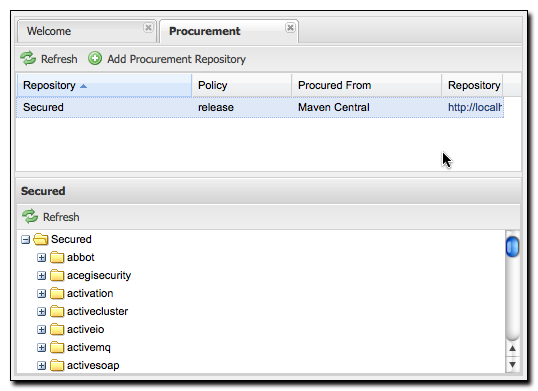 Welcome Procurement
Refresh Add Procurement Repository
Repository Policy Procured From Repository
Secured release Maven Central http://localh
Secured
Refresh
Secured
abbot
acegisecurity
activation
activecluster
activeio
activemq
activesoap